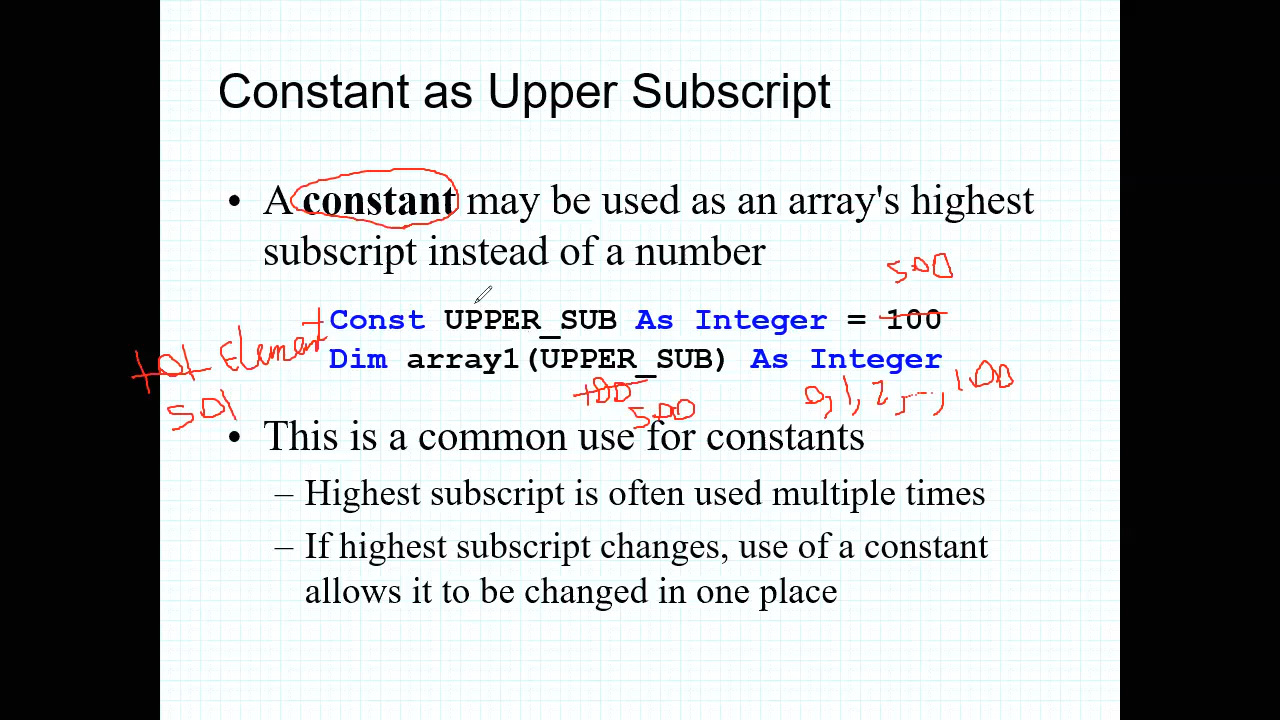 Constant as Upper Subscript
• A constant may be used as an array's highest
subscript instead of a number
500
Const UPPER_SUB As Integer = 100
Dim array1(UPPER_SUB) As Integer
101 Element
501
100
500
0, 1, 2, ..., 100
• This is a common use for constants
– Highest subscript is often used multiple times
– If highest subscript changes, use of a constant
allows it to be changed in one place